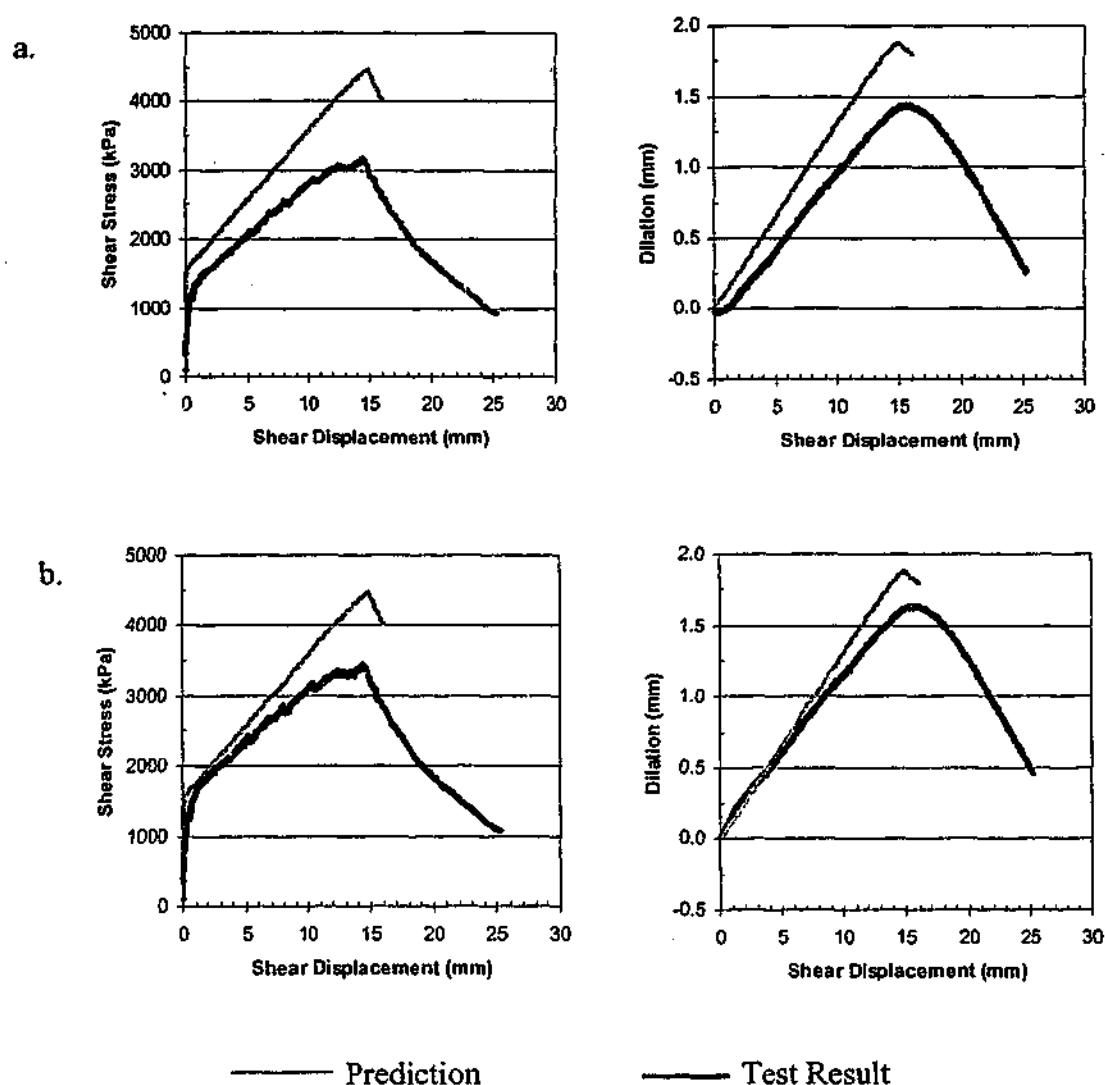 a.
5000
4000
3000
2000
1000
0
Shear Stress (kPa)
0 5 10 15 20 25 30
Shear Displacement (mm)
2.0
1.5
1.0
0.5
0.0
-0.5
Dilation (mm)
0 5 10 15 20 25 30
Shear Displacement (mm)
b.
5000
4000
3000
2000
1000
0
Shear Stress (kPa)
0 5 10 15 20 25 30
Shear Displacement (mm)
2.0
1.5
1.0
0.5
0.0
-0.5
Dilation (mm)
0 5 10 15 20 25 30
Shear Displacement (mm)
Prediction Test Result